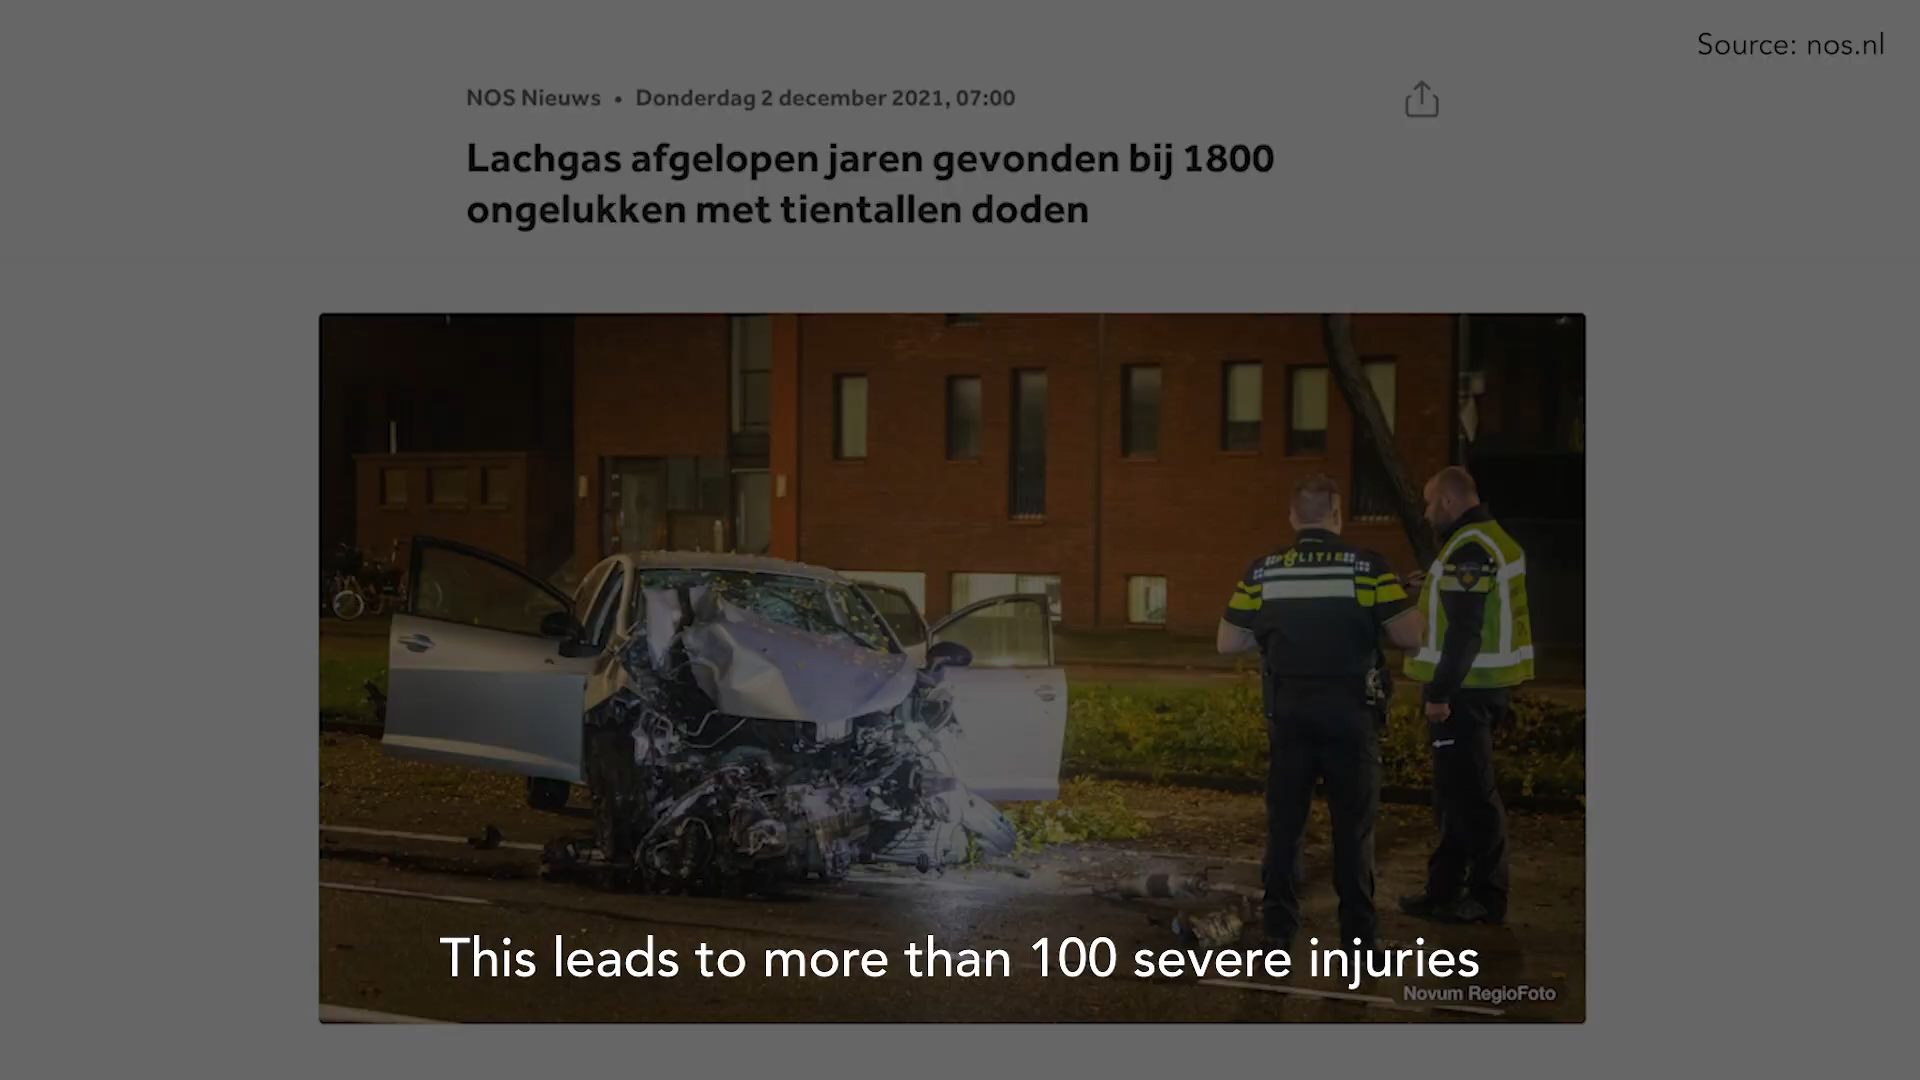 Source: nos.nl
NOS Nieuws • Donderdag 2 december 2021, 07:00
Lachgas afgelopen jaren gevonden bij 1800
ongelukken met tientallen doden
POLITIE
This leads to more than 100 severe injuries
Novum RegioFoto